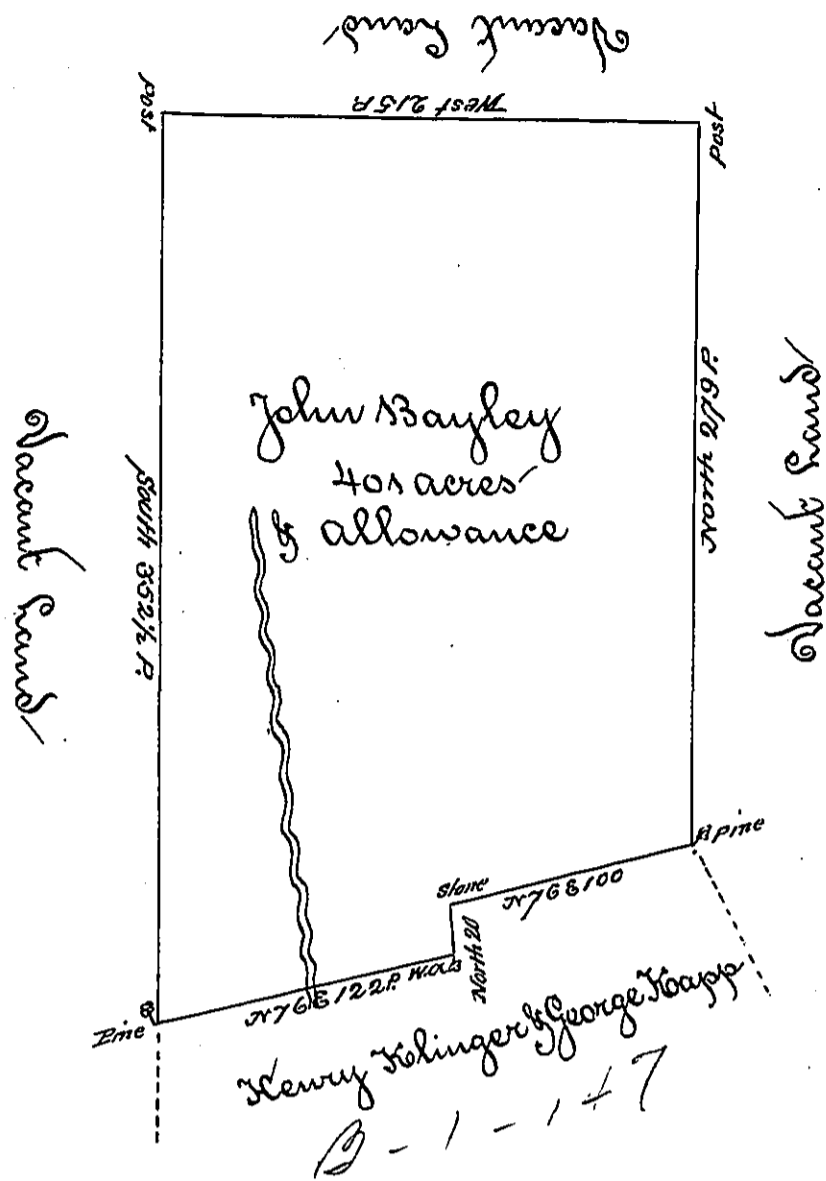 Vacant Land
Post
West 215 P.
Post
John Bayley
401 acres
& allowance
North 279 P.
Vacant Land
South 352½ P.
Vacant Land
Pine
Stone
N 76 E 100
North 20
N 76 E 122 P. W.O.
Pine
Henry Klinger & George Kapp
B-1-147